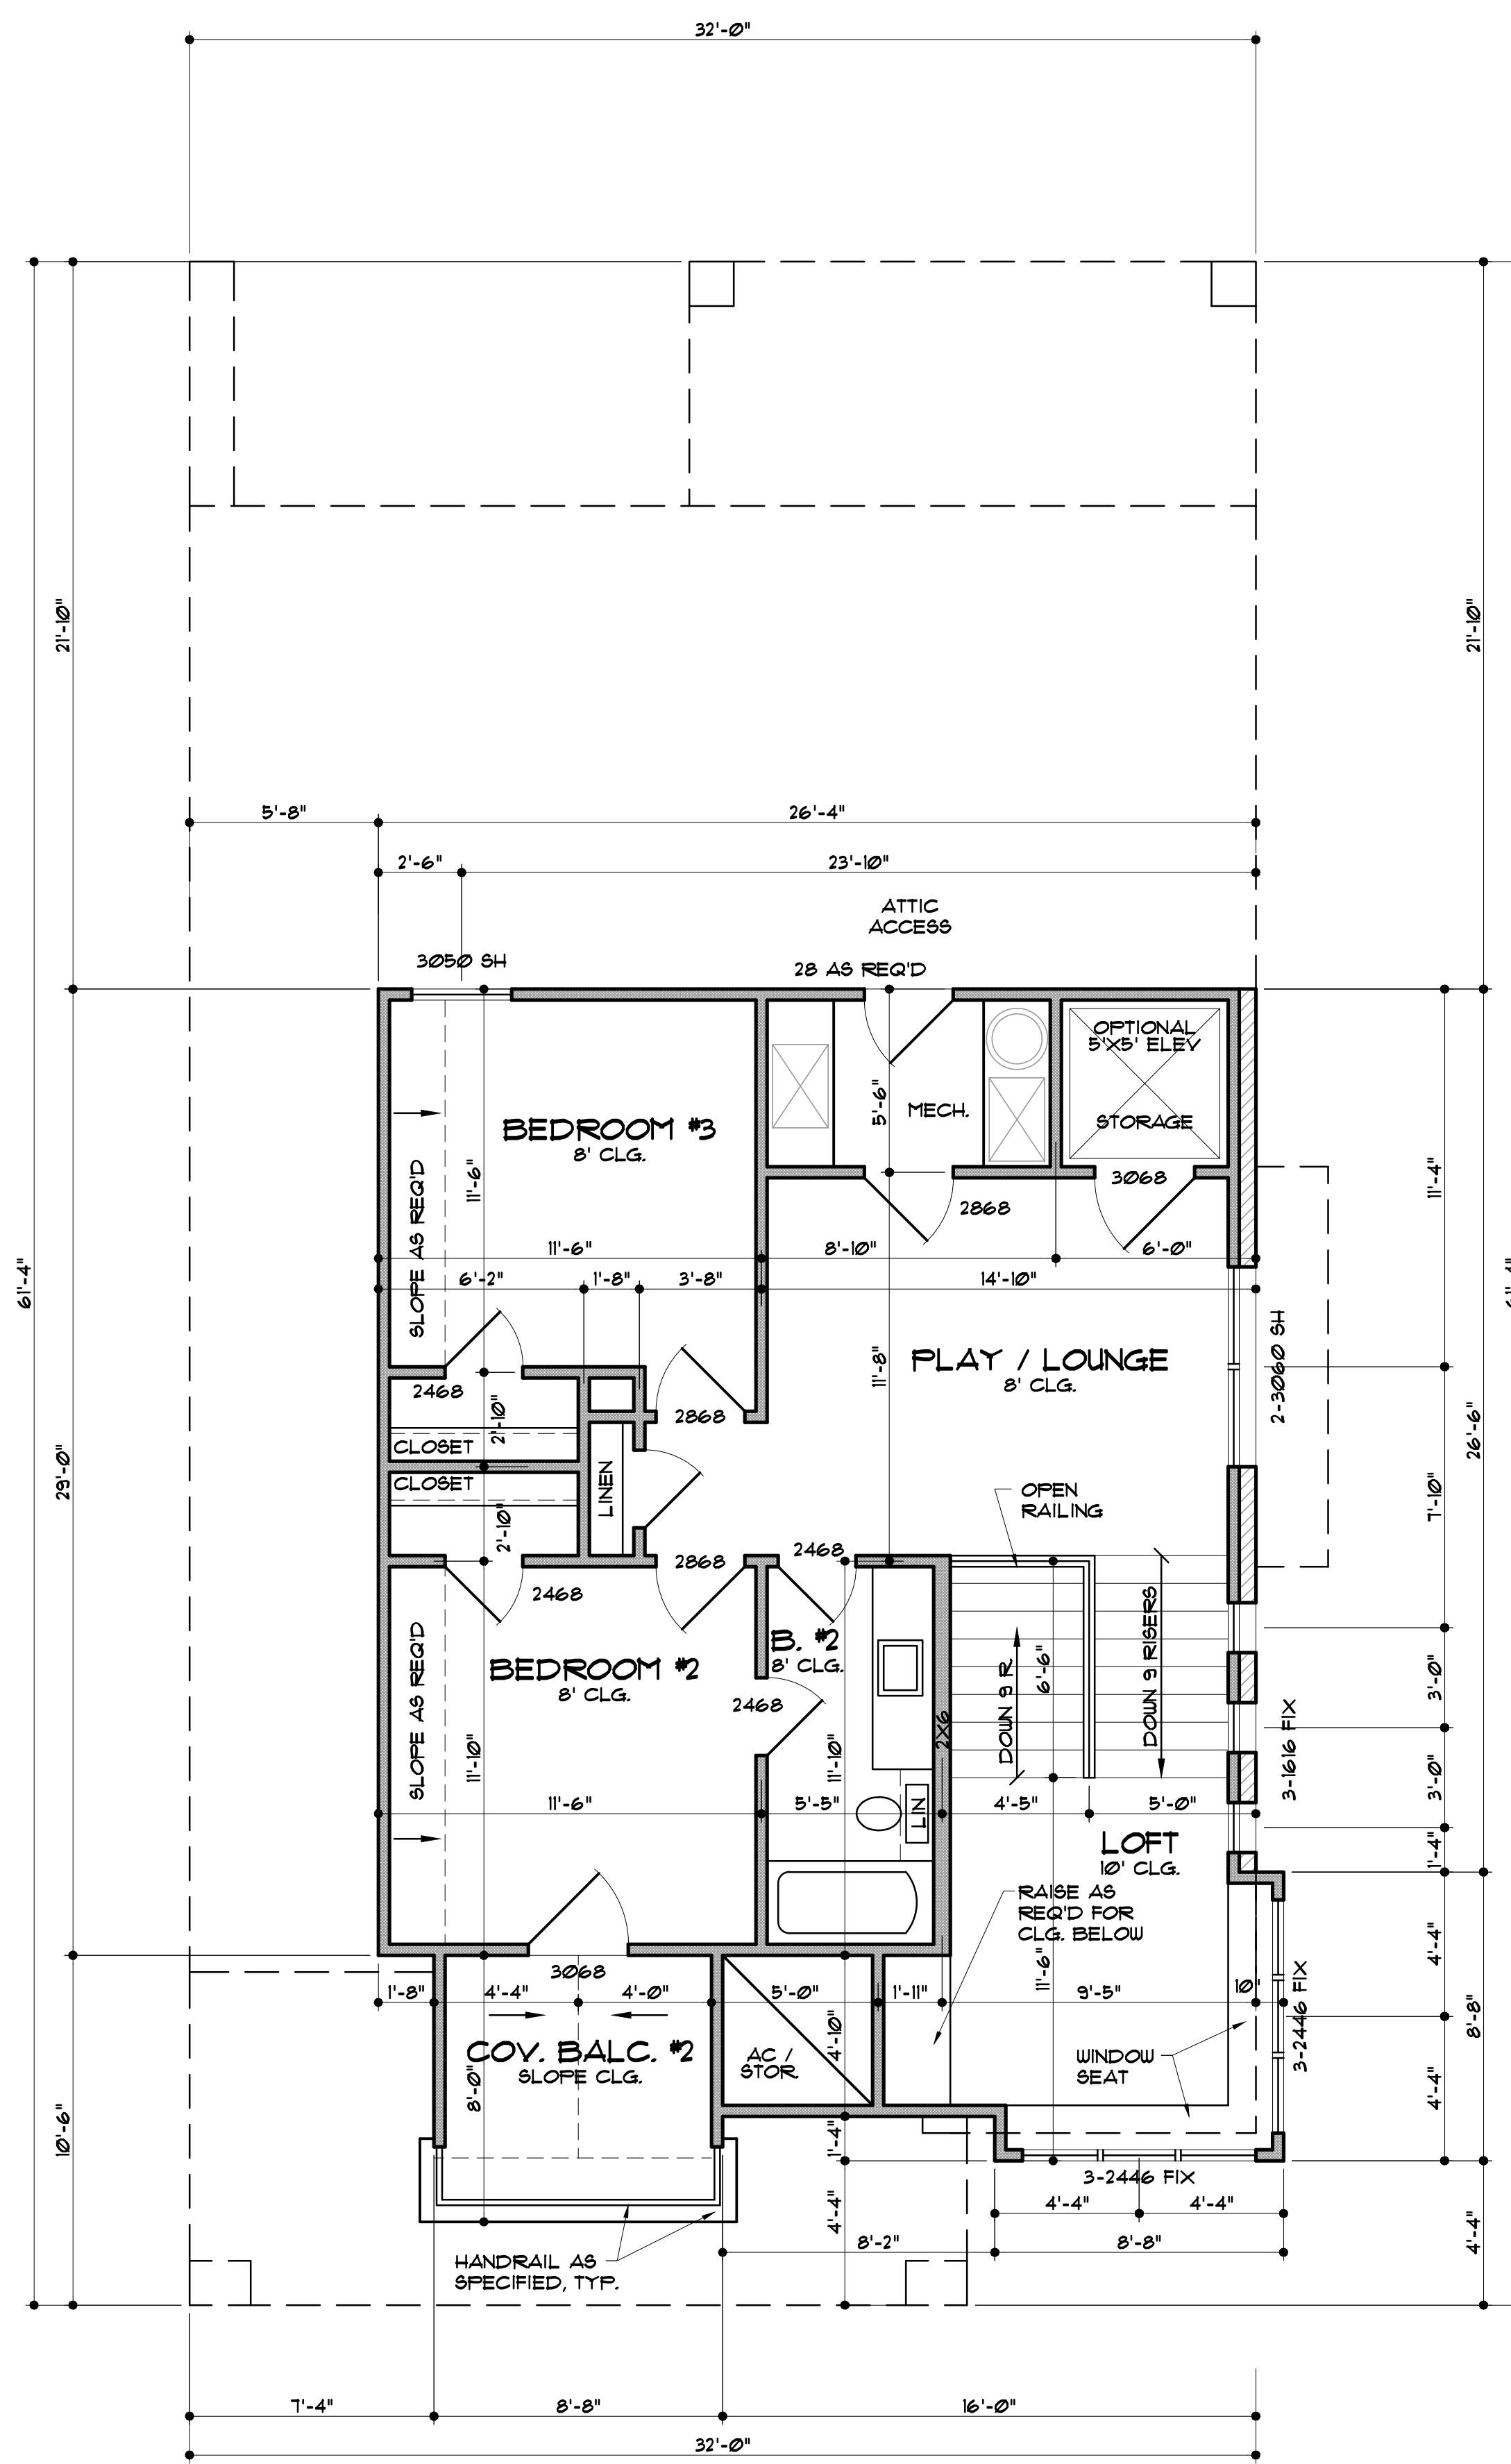 32'-0"
21'-10"
21'-10"
5'-8"
26'-4"
2'-6"
23'-10"
ATTIC
ACCESS
3050 SH
28 AS REQ'D
OPTIONAL
5'X5' ELEV
STORAGE
5'-6"
MECH.
BEDROOM #3
8' CLG.
11'-6"
SLOPE AS REQ'D
3068
2868
11'-4"
61'-4"
11'-6"
8'-10"
6'-0"
6'-2"
1'-8"
3'-8"
14'-10"
11'-8"
PLAY / LOUNGE
8' CLG.
2-3060 SH
2468
2868
2'-10"
CLOSET
CLOSET
LINEN
2'-10"
29'-0"
26'-6"
7'-10"
OPEN
RAILING
2468
2868
2468
B. #2
8' CLG.
BEDROOM #2
8' CLG.
SLOPE AS REQ'D
2468
11'-10"
11'-10"
2X6
DOWN 9 R.
6'-6"
DOWN 9 RISERS
3'-0"
3-1616 FIX
3'-0"
1'-4"
11'-6"
5'-5"
4'-5"
5'-0"
LIN
LOFT
10' CLG.
RAISE AS
REQ'D FOR
CLG. BELOW
11'-6"
4'-4"
3068
1'-8"
4'-4"
4'-0"
5'-0"
1'-11"
9'-5"
10"
3-2446 FIX
8'-8"
COV. BALC. #2
SLOPE CLG.
8'-0"
AC /
STOR.
4'-10"
WINDOW
SEAT
4'-4"
10'-6"
1'-4"
3-2446 FIX
4'-4"
4'-4"
4'-4"
4'-4"
8'-2"
8'-8"
HANDRAIL AS
SPECIFIED, TYP.
7'-4"
8'-8"
16'-0"
32'-0"